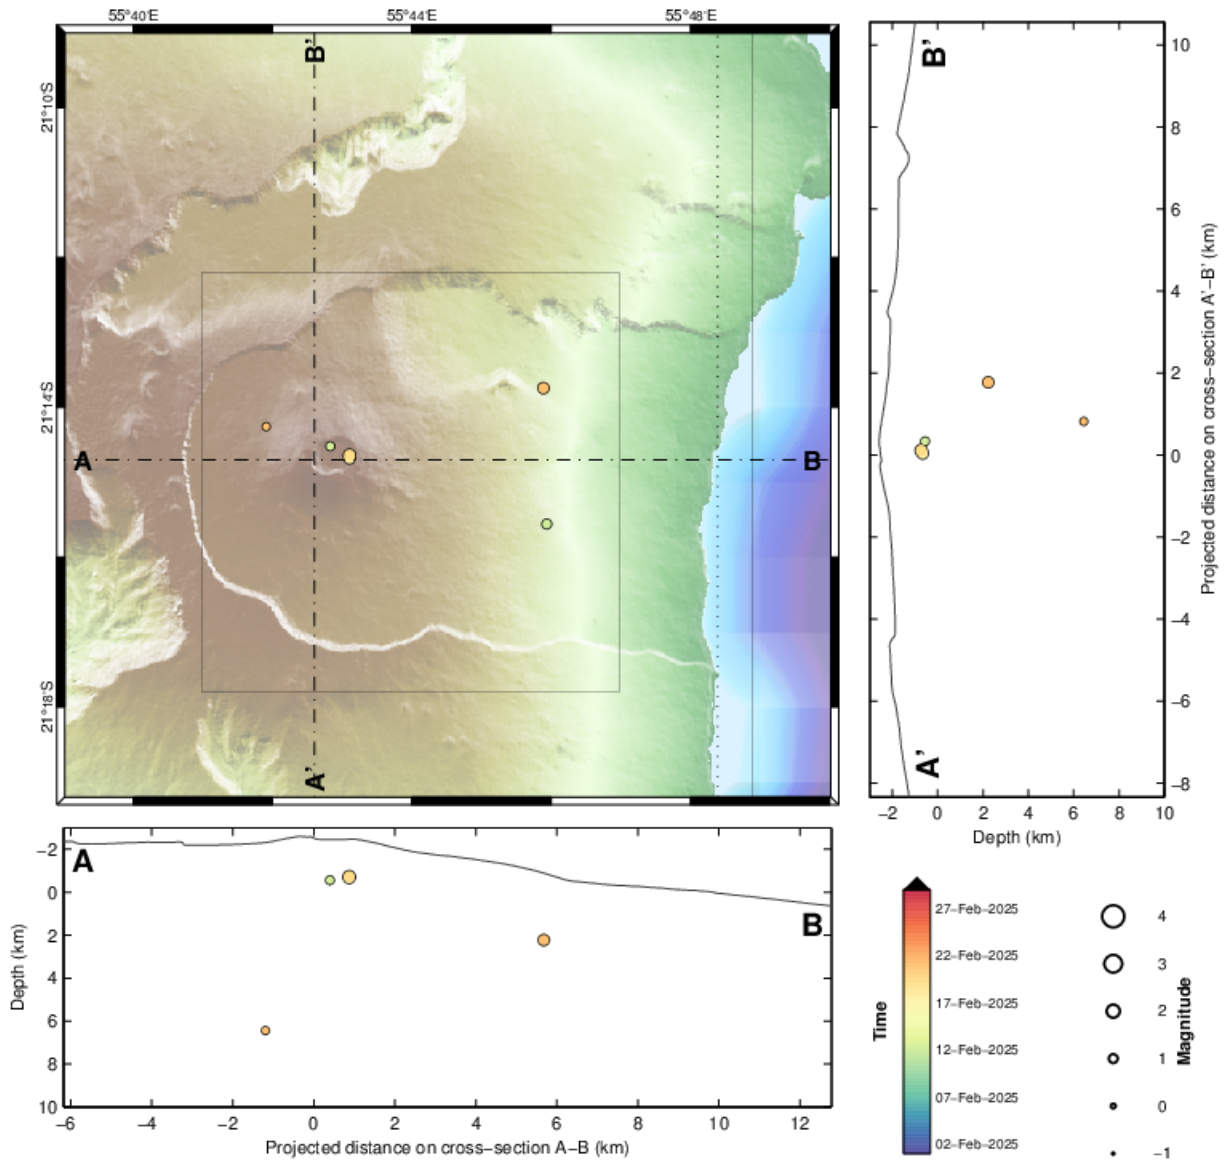 55°40'E
55°44'E
55°48'E
21°10'S
21°14'S
21°18'S
B'
A
B
A'
B'
A'
10
8
6
4
2
0
−2
−4
−6
−8
Projected distance on cross−section A'−B' (km)
−2 0 2 4 6 8 10
Depth (km)
A
B
−2
0
2
4
6
8
10
Depth (km)
−6 −4 −2 0 2 4 6 8 10 12
Projected distance on cross−section A−B (km)
Time
27−Feb−2025
22−Feb−2025
17−Feb−2025
12−Feb−2025
07−Feb−2025
02−Feb−2025
4
3
2
1
0
−1
Magnitude